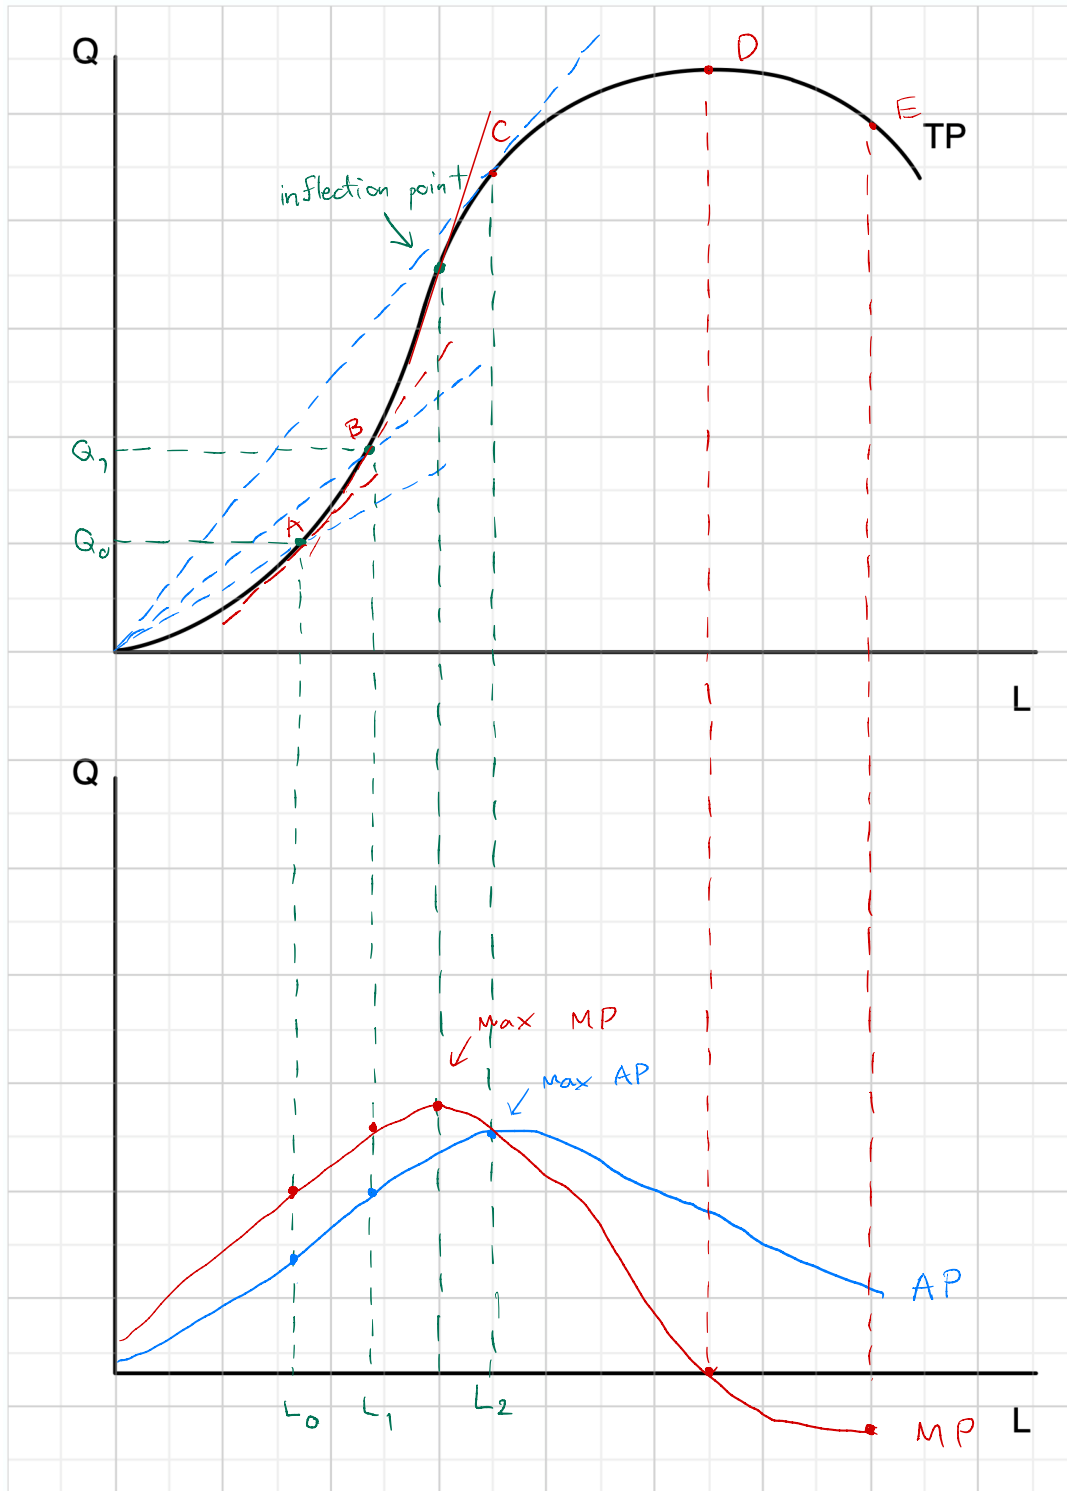 Q
D
E
TP
C
inflection point
B
Q₁
A
Q₀
L
Q
Max MP
Max AP
AP
L₀
L₁
L₂
L
MP